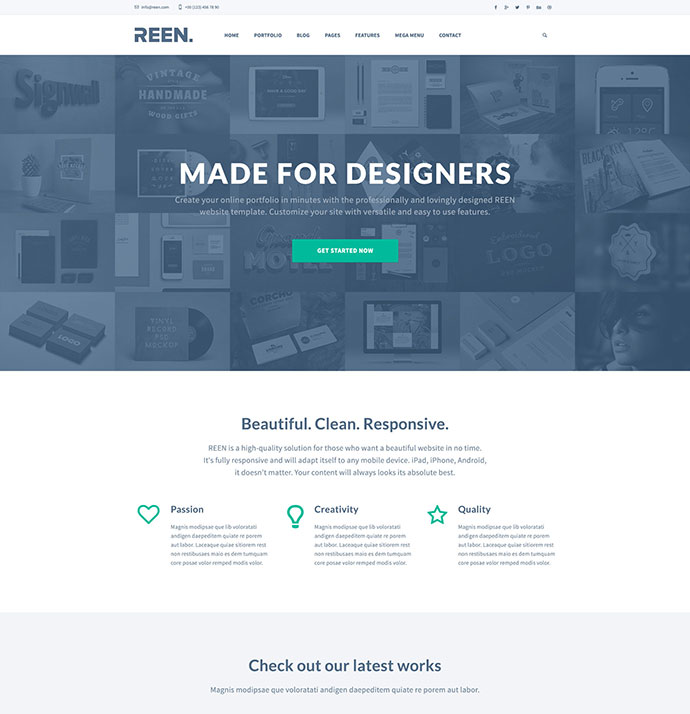 info@reen.com +00 (123) 456 78 90
REEN.
HOME PORTFOLIO BLOG PAGES FEATURES MEGA MENU CONTACT
Signwall
VINTAGE
HANDMADE
WOOD GIFTS
MADE FOR DESIGNERS
Create your online portfolio in minutes with the professionally and lovingly designed REEN
website template. Customize your site with versatile and easy to use features.
GET STARTED NOW
MOTEL
LOGO
VINYL
RECORD
PSD
MOCKUP
Beautiful. Clean. Responsive.
REEN is a high-quality solution for those who want a beautiful website in no time.
It's fully responsive and will adapt itself to any mobile device. iPad, iPhone, Android,
it doesn't matter. Your content will always looks its absolute best.
Passion
Magnis modipsae que lib voloratati
andigen daepeditem quiate re porem
aut labor. Laceaque quiae sitiorem rest
non restibusaes maio es dem tumquam
core posae volor remped modis volor.
Creativity
Magnis modipsae que lib voloratati
andigen daepeditem quiate re porem
aut labor. Laceaque quiae sitiorem rest
non restibusaes maio es dem tumquam
core posae volor remped modis volor.
Quality
Magnis modipsae que lib voloratati
andigen daepeditem quiate re porem
aut labor. Laceaque quiae sitiorem rest
non restibusaes maio es dem tumquam
core posae volor remped modis volor.
Check out our latest works
Magnis modipsae que voloratati andigen daepeditem quiate re porem aut labor.